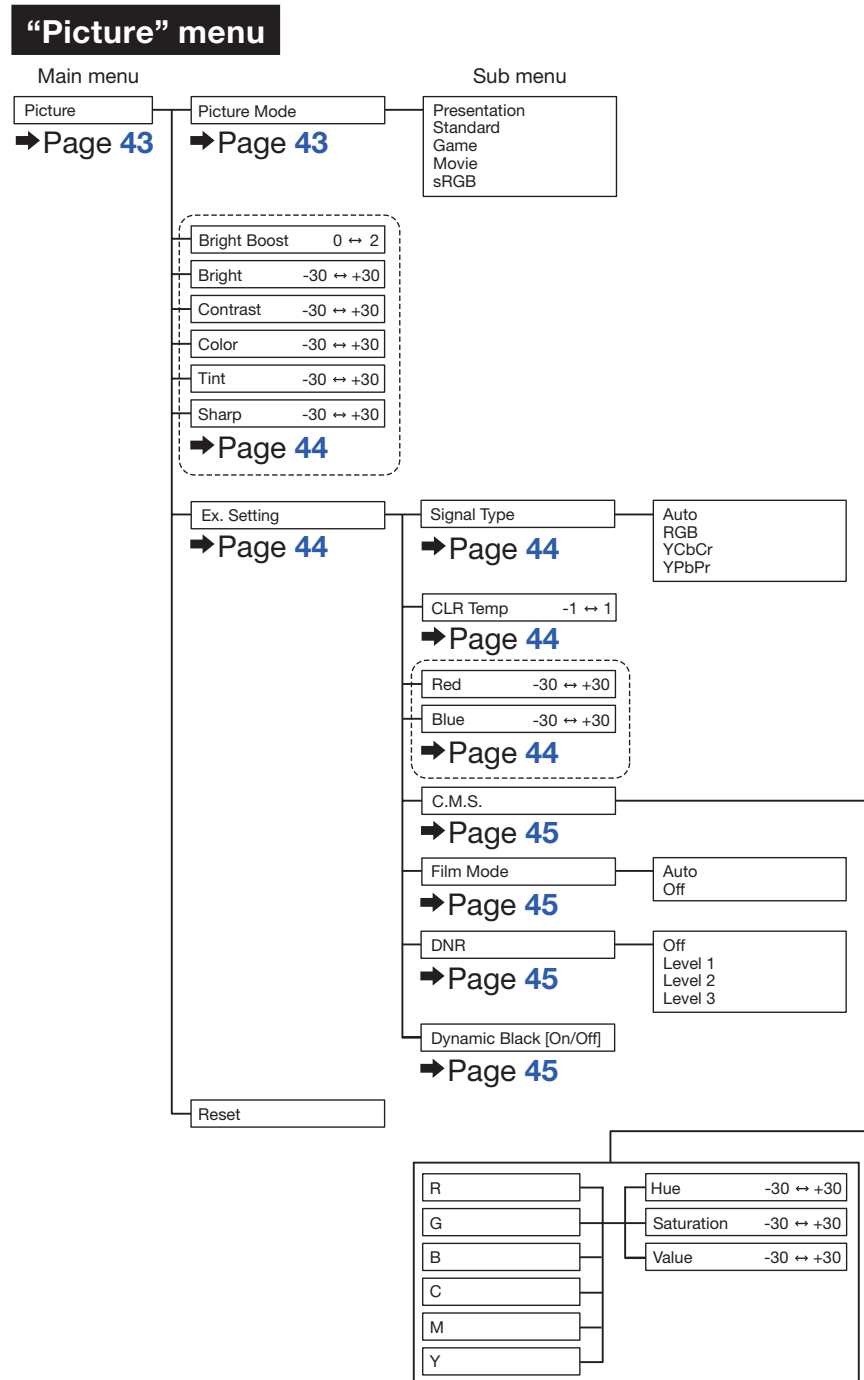 “Picture” menu
Main menu
Sub menu
Picture
➡Page 43
Picture Mode
➡Page 43
Presentation
Standard
Game
Movie
sRGB
Bright Boost 0 ↔ 2
Bright -30 ↔ +30
Contrast -30 ↔ +30
Color -30 ↔ +30
Tint -30 ↔ +30
Sharp -30 ↔ +30
➡Page 44
Ex. Setting
➡Page 44
Signal Type
➡Page 44
Auto
RGB
YCbCr
YPbPr
CLR Temp -1 ↔ 1
➡Page 44
Red -30 ↔ +30
Blue -30 ↔ +30
➡Page 44
C.M.S.
➡Page 45
Film Mode
➡Page 45
Auto
Off
DNR
➡Page 45
Off
Level 1
Level 2
Level 3
Dynamic Black [On/Off]
➡Page 45
Reset
R
G
B
C
M
Y
Hue -30 ↔ +30
Saturation -30 ↔ +30
Value -30 ↔ +30